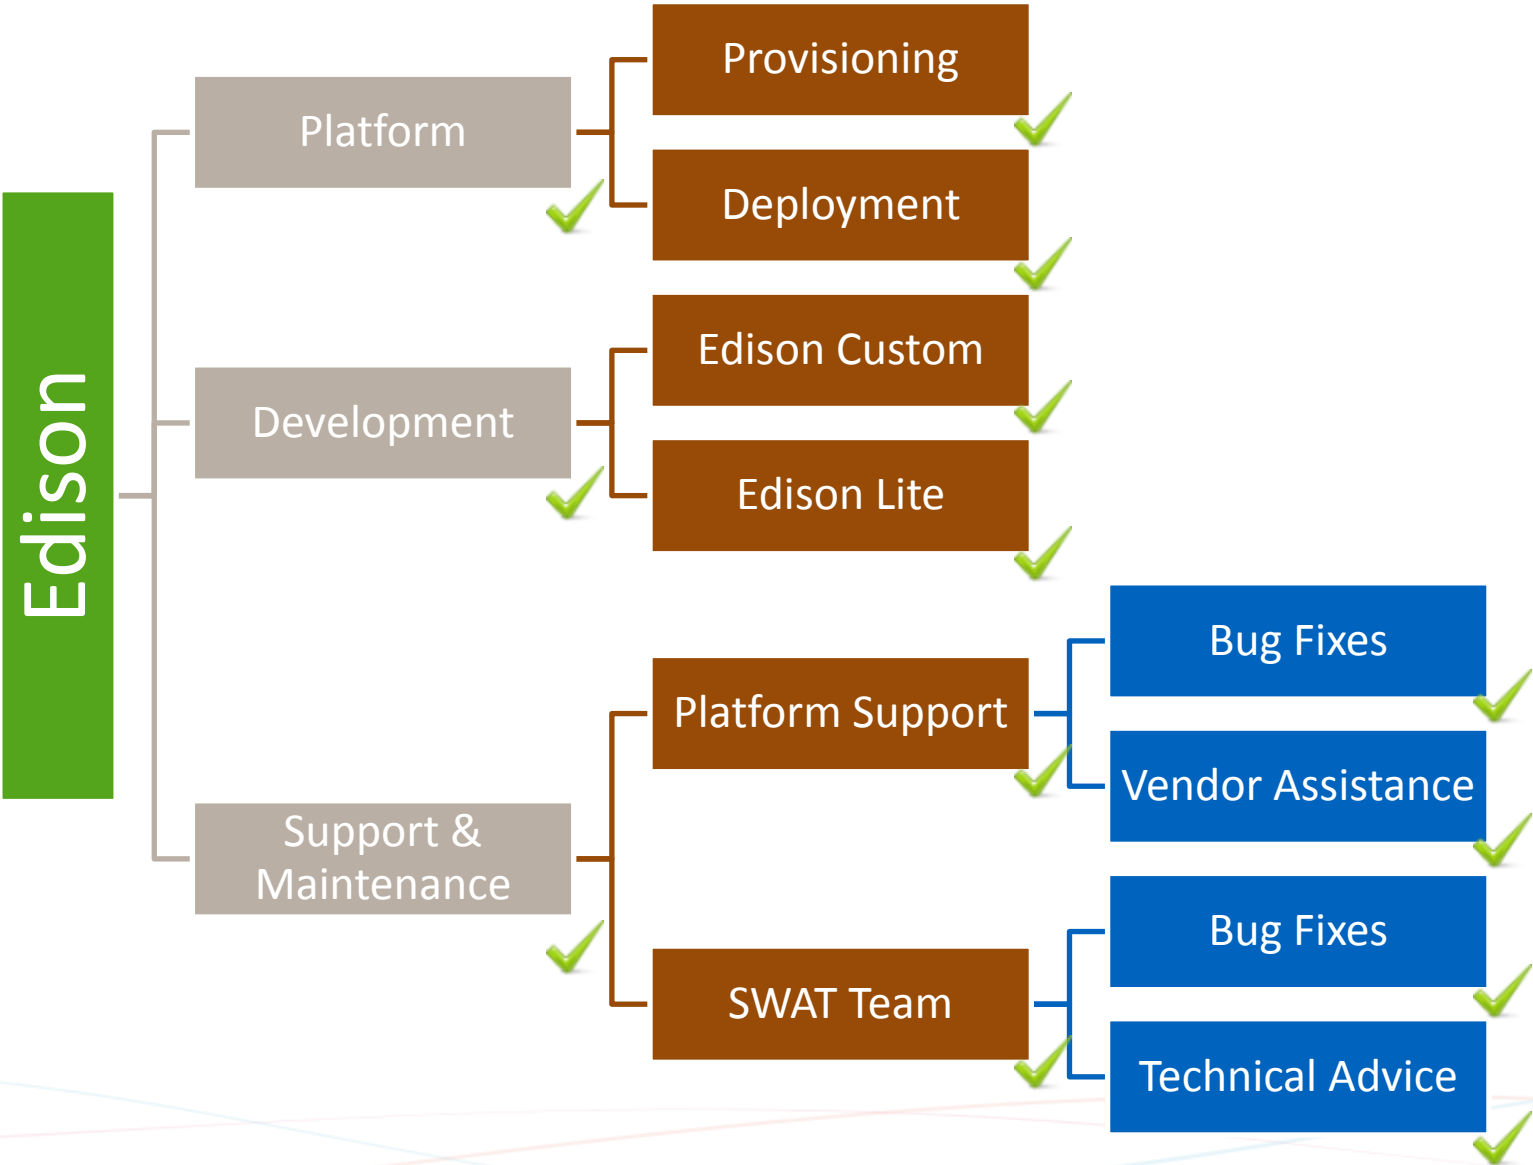 Edison
Platform
Provisioning
Deployment
Development
Edison Custom
Edison Lite
Support &
Maintenance
Platform Support
Bug Fixes
Vendor Assistance
SWAT Team
Bug Fixes
Technical Advice